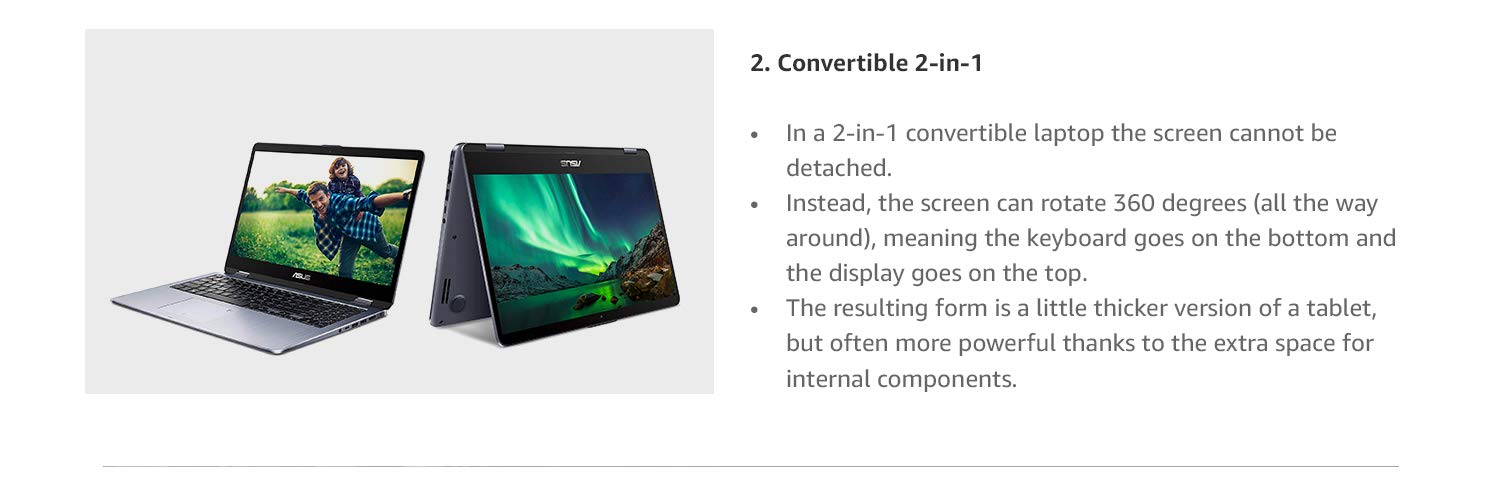 2. Convertible 2-in-1
• In a 2-in-1 convertible laptop the screen cannot be
detached.
• Instead, the screen can rotate 360 degrees (all the way
around), meaning the keyboard goes on the bottom and
the display goes on the top.
• The resulting form is a little thicker version of a tablet,
but often more powerful thanks to the extra space for
internal components.
ASUS
ASUS